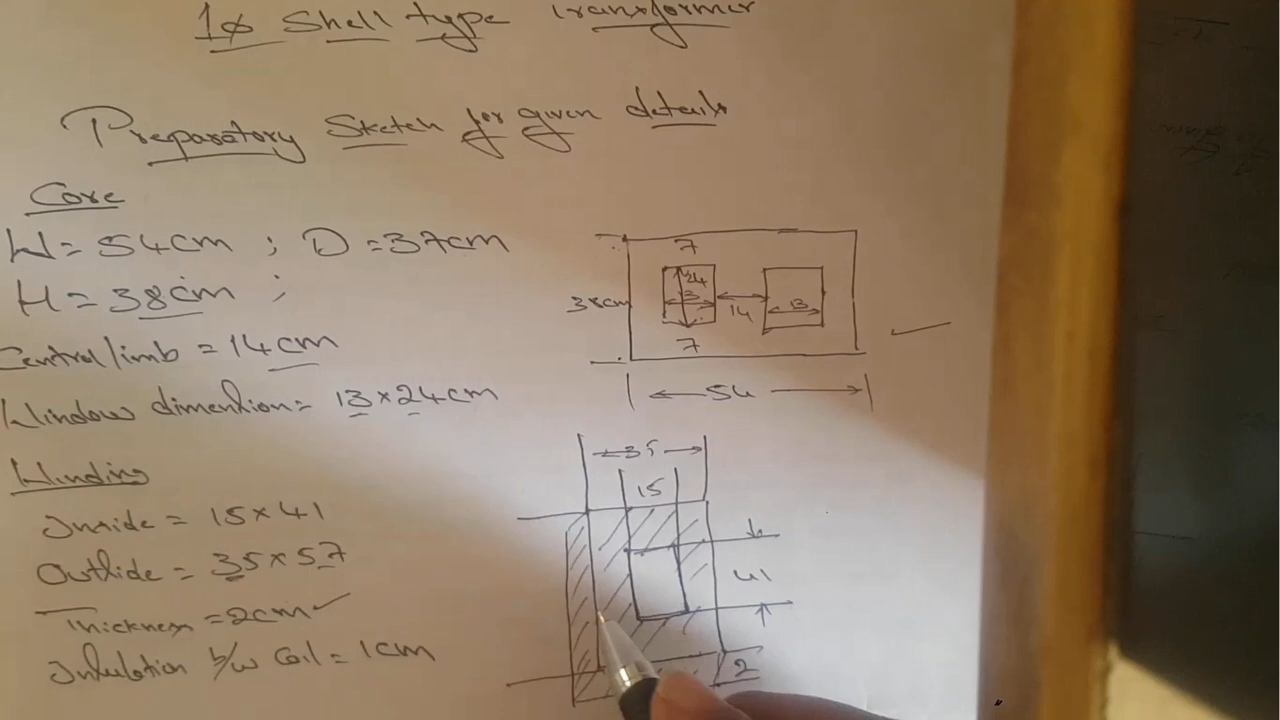 1ϕ Shell type transformer
Preparatory Sketch for given details
Core
W = 54cm ; D = 37cm
H = 38cm ;
Central limb = 14cm
Window dimention = 13 x 24cm
Winding
Inside = 15 x 41
Outside = 35 x 57
Thickness = 2cm ✓
Insulation b/w Coil = 1cm
7
24
13
14
13
38cm
7
54
35
15
41
2